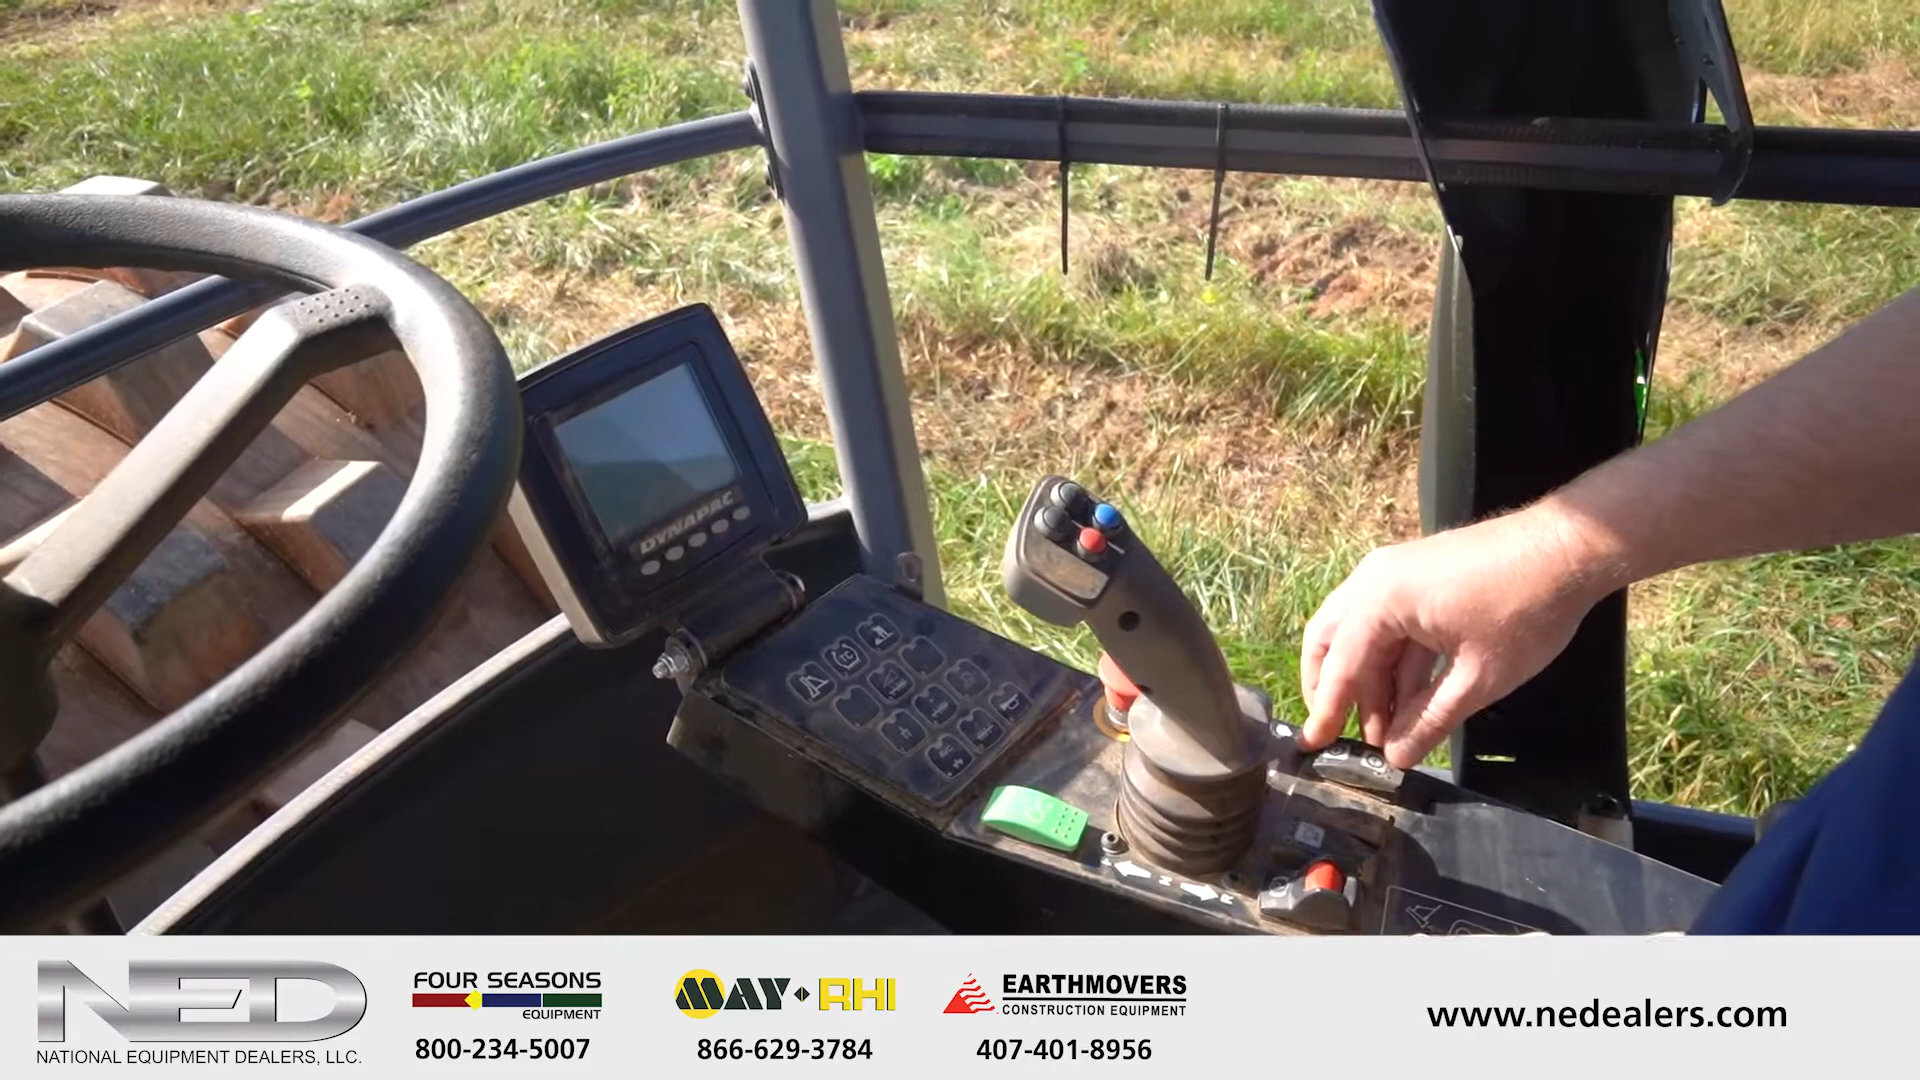 DYNAPAC
TC
A/C
N
R
NED
NATIONAL EQUIPMENT DEALERS, LLC.
FOUR SEASONS
EQUIPMENT
800-234-5007
MAY RHI
866-629-3784
EARTHMOVERS
CONSTRUCTION EQUIPMENT
407-401-8956
www.nedealers.com